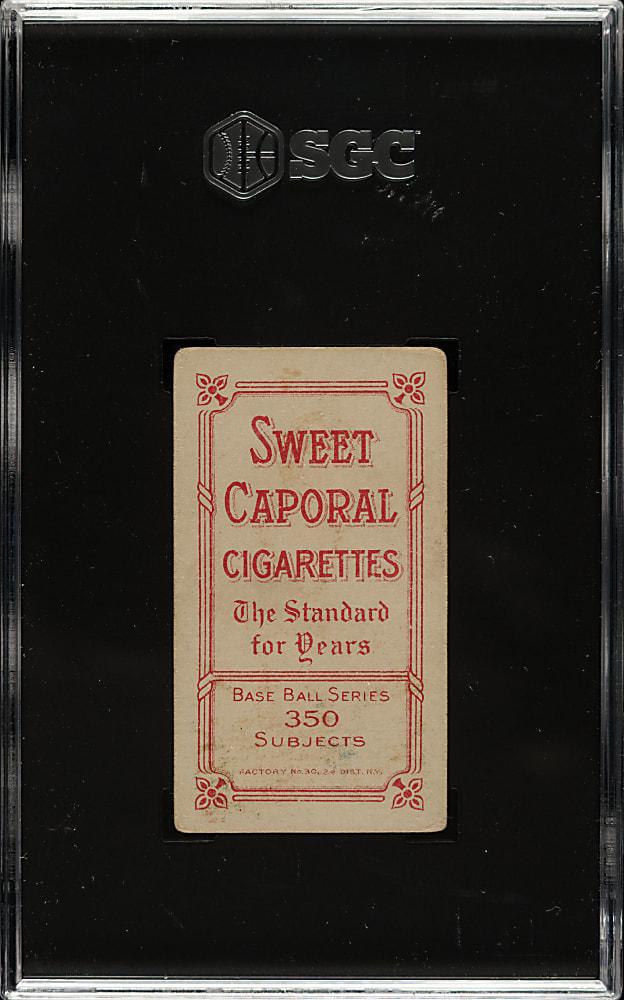 SGC
SWEET
CAPORAL
CIGARETTES
The Standard
for Years
BASE BALL SERIES
350
SUBJECTS
FACTORY No. 30, 2d DIST. N.Y.